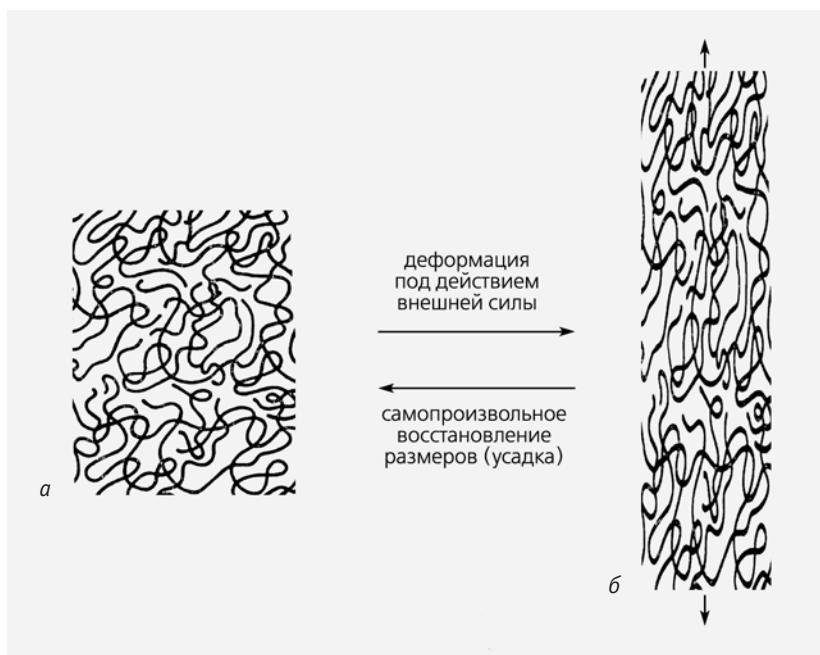 деформация
под действием
внешней силы
самопроизвольное
восстановление
размеров (усадка)
а
б